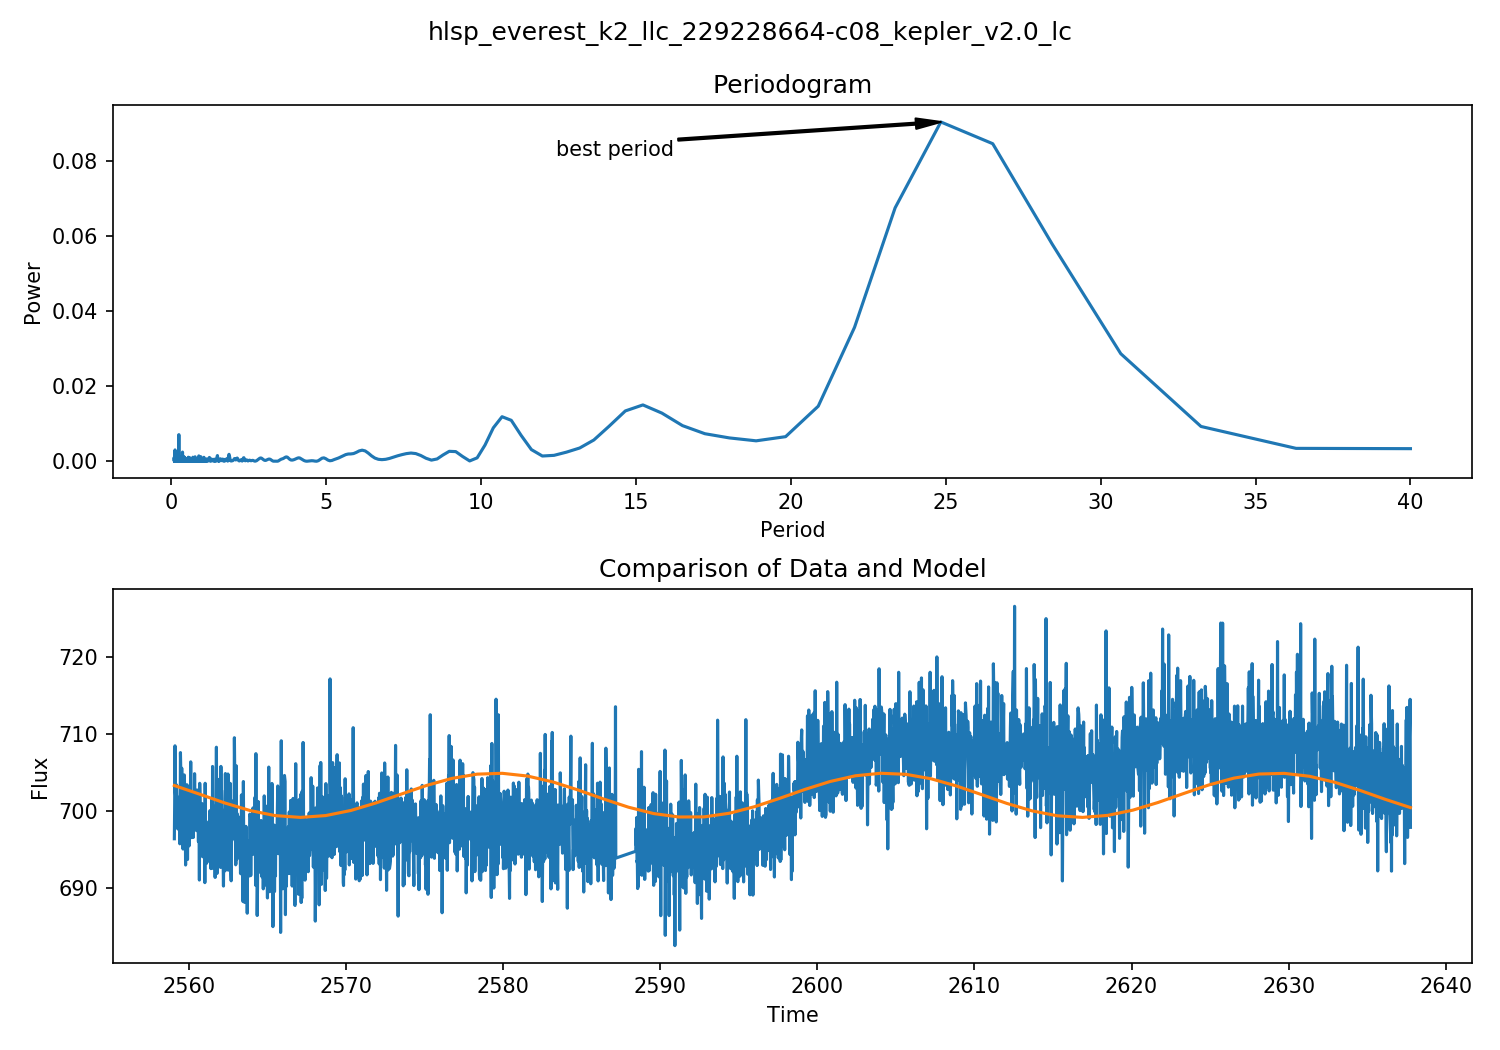 hlsp_everest_k2_llc_229228664-c08_kepler_v2.0_lc
Periodogram
best period
Power
0.08
0.06
0.04
0.02
0.00
0 5 10 15 20 25 30 35 40
Period
Comparison of Data and Model
Flux
720
710
700
690
2560 2570 2580 2590 2600 2610 2620 2630 2640
Time